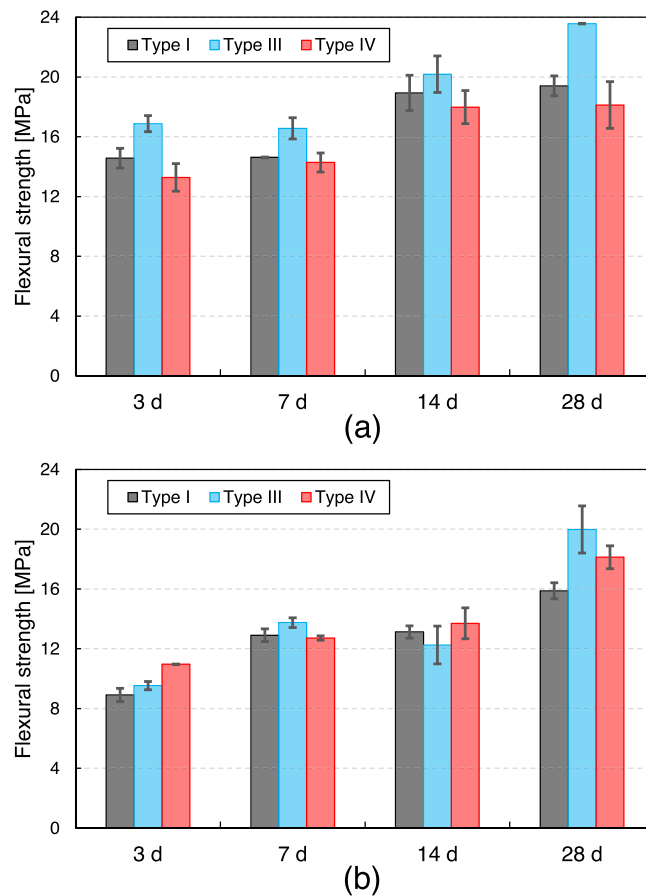 24
20
16
12
8
4
0
Flexural strength [MPa]
Type I Type III Type IV
3 d 7 d 14 d 28 d
(a)
24
20
16
12
8
4
0
Flexural strength [MPa]
Type I Type III Type IV
3 d 7 d 14 d 28 d
(b)